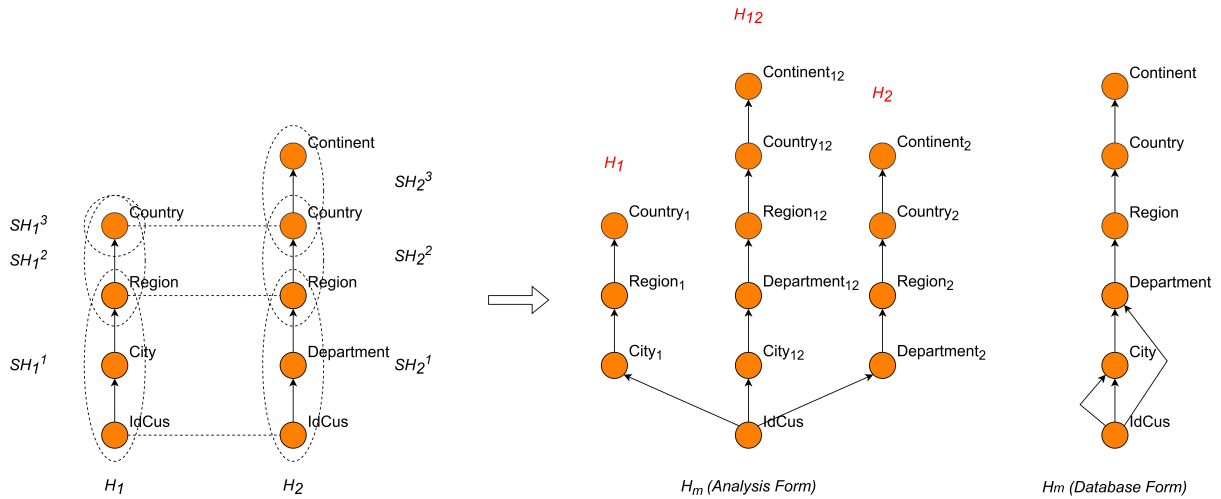 H12
Continent12
Continent
H2
Country12
Country
Continent
H1
Continent2
SH2^3
SH1^3
Country
Country
Country1
Region12
Country2
Region
SH1^2
SH2^2
Region
Region
Region1
Department12
Region2
Department
SH1^1
City
Department
SH2^1
City1
City12
Department2
City
IdCus
IdCus
IdCus
IdCus
H1
H2
Hm (Analysis Form)
Hm (Database Form)